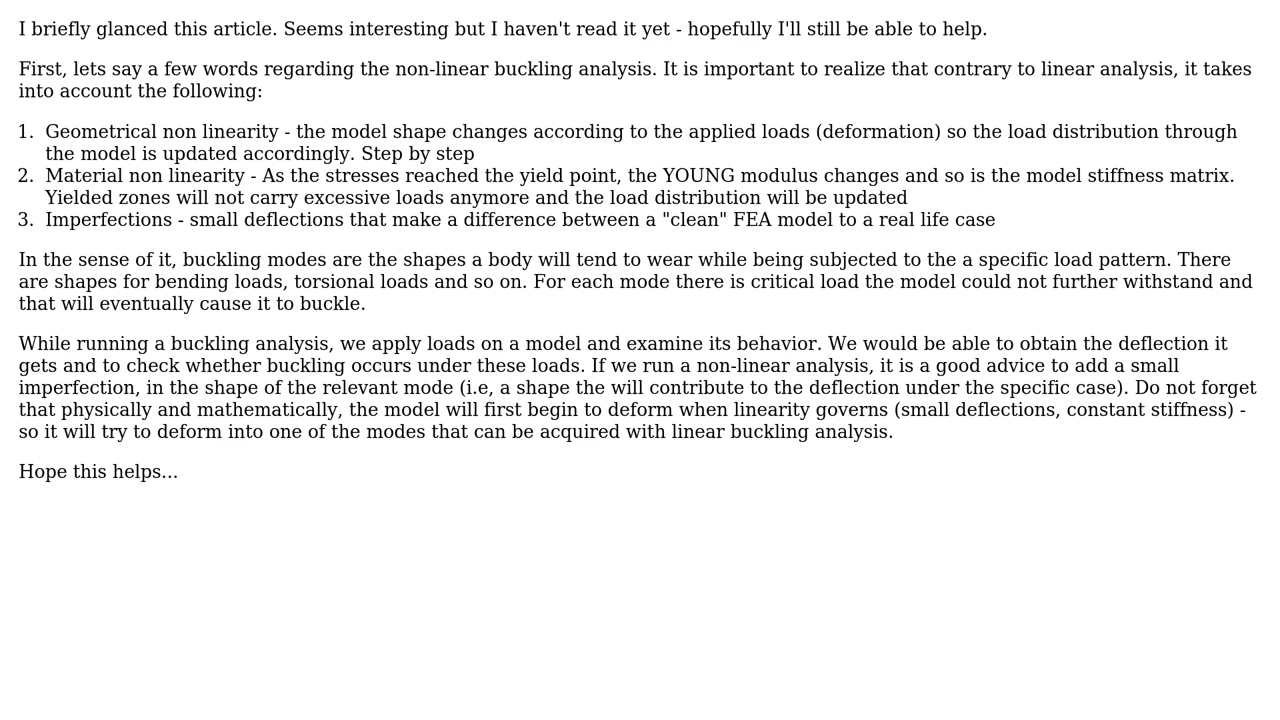 I briefly glanced this article. Seems interesting but I haven't read it yet - hopefully I'll still be able to help.
First, lets say a few words regarding the non-linear buckling analysis. It is important to realize that contrary to linear analysis, it takes
into account the following:
1. Geometrical non linearity - the model shape changes according to the applied loads (deformation) so the load distribution through
the model is updated accordingly. Step by step
2. Material non linearity - As the stresses reached the yield point, the YOUNG modulus changes and so is the model stiffness matrix.
Yielded zones will not carry excessive loads anymore and the load distribution will be updated
3. Imperfections - small deflections that make a difference between a "clean" FEA model to a real life case
In the sense of it, buckling modes are the shapes a body will tend to wear while being subjected to the a specific load pattern. There
are shapes for bending loads, torsional loads and so on. For each mode there is critical load the model could not further withstand and
that will eventually cause it to buckle.
While running a buckling analysis, we apply loads on a model and examine its behavior. We would be able to obtain the deflection it
gets and to check whether buckling occurs under these loads. If we run a non-linear analysis, it is a good advice to add a small
imperfection, in the shape of the relevant mode (i.e, a shape the will contribute to the deflection under the specific case). Do not forget
that physically and mathematically, the model will first begin to deform when linearity governs (small deflections, constant stiffness) -
so it will try to deform into one of the modes that can be acquired with linear buckling analysis.
Hope this helps...